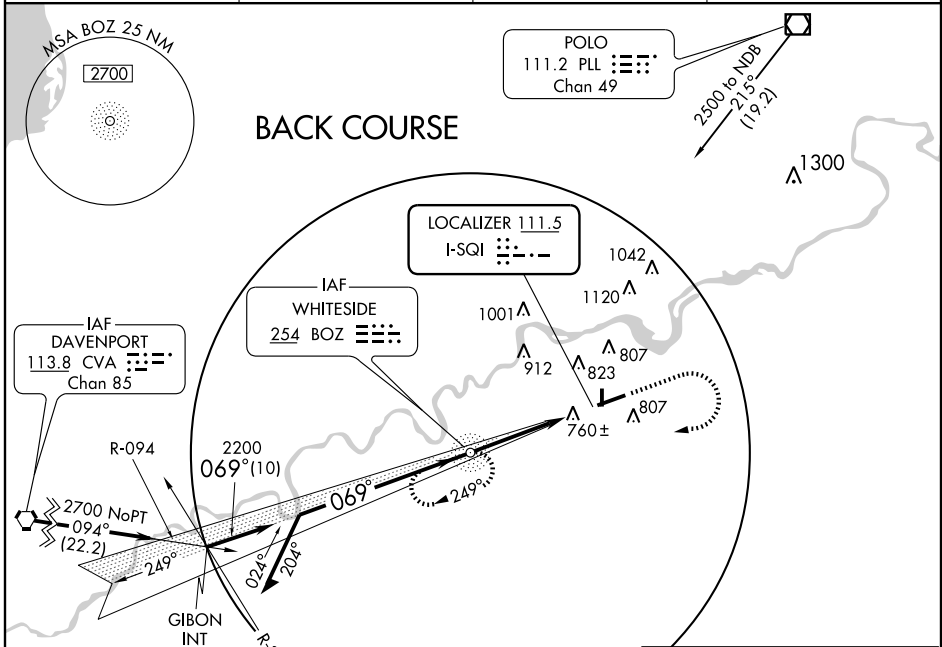 MSA BOZ 25 NM
2700
BACK COURSE
POLO
111.2 PLL
Chan 49
2500 to NDB
215°
(19.2)
1300
LOCALIZER 111.5
I-SQI
1042
1120
1001
912
823
807
807
760±
IAF
WHITESIDE
254 BOZ
IAF
DAVENPORT
113.8 CVA
Chan 85
R-094
2200
069°(10)
2700 NoPT
094°
(22.2)
069°
249°
249°
024°
204°
GIBON
INT